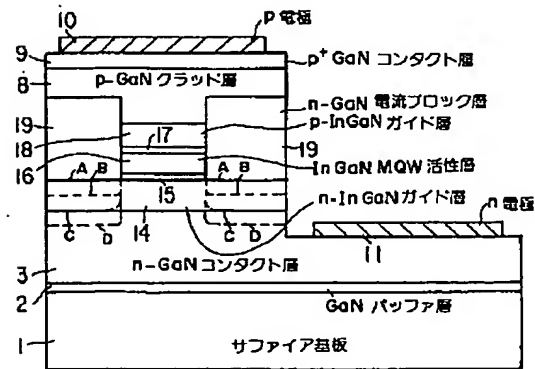 10
p 電極
9
p⁺ GaN コンタクト層
8
p-GaN クラッド層
n-GaN 電流ブロック層
19
17
p-InGaN ガイド層
18
19
16
InGaN MQW 活性層
A B
A B
15
n-InGaN ガイド層
n 電極
C D
14
C D
11
3
n-GaN コンタクト層
2
GaN バッファ層
1
サファイア基板